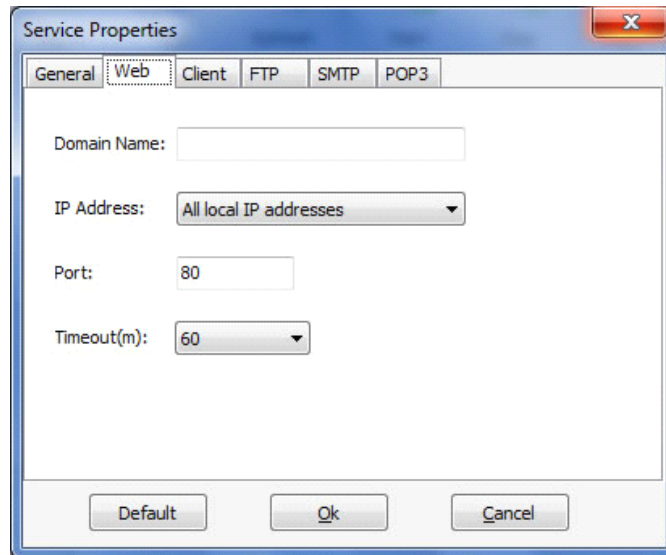 Service Properties
General Web Client FTP SMTP POP3
Domain Name:
IP Address: All local IP addresses
Port: 80
Timeout(m): 60
Default Ok Cancel